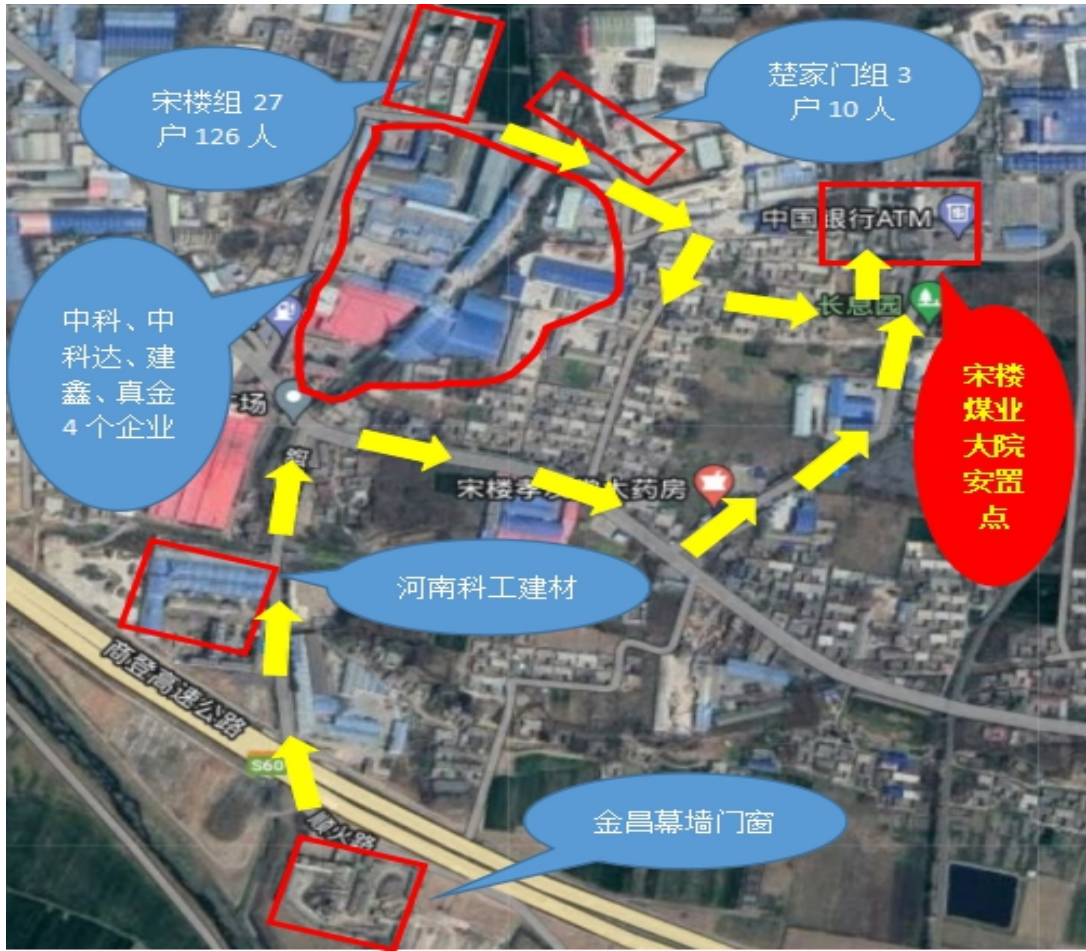 宋楼组 27
户 126 人
楚家门组 3
户 10 人
中国银行ATM
长息园
中科、中
科达、建
鑫、真金
4 个企业
宋楼
煤业
大院
安置
点
场
宋楼孝
大药房
河南科工建材
商登高速公路
S60
金昌幕墙门窗